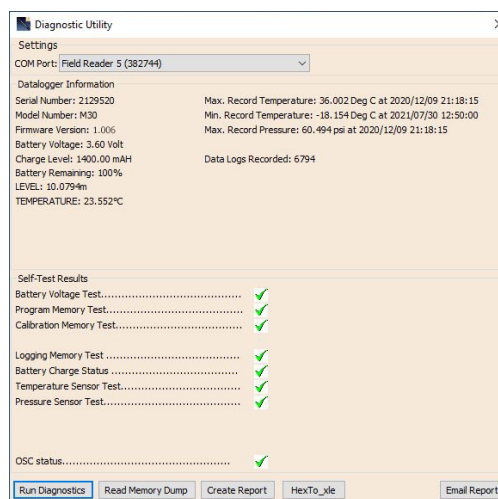 Diagnostic Utility
Settings
COM Port: Field Reader 5 (382744)
Datalogger Information
Serial Number: 2129520
Max. Record Temperature: 36.002 Deg C at 2020/12/09 21:18:15
Model Number: M30
Min. Record Temperature: -18.154 Deg C at 2021/07/30 12:50:00
Firmware Version: 1.006
Max. Record Pressure: 60.494 psi at 2020/12/09 21:18:15
Battery Voltage: 3.60 Volt
Charge Level: 1400.00 mAH
Data Logs Recorded: 6794
Battery Remaining: 100%
LEVEL: 10.0794m
TEMPERATURE: 23.552°C
Self-Test Results
Battery Voltage Test.........................................
Program Memory Test........................................
Calibration Memory Test.....................................
Logging Memory Test .......................................
Battery Charge Status ......................................
Temperature Sensor Test...................................
Pressure Sensor Test........................................
OSC status.................................................
Run Diagnostics
Read Memory Dump
Create Report
HexTo_xle
Email Report